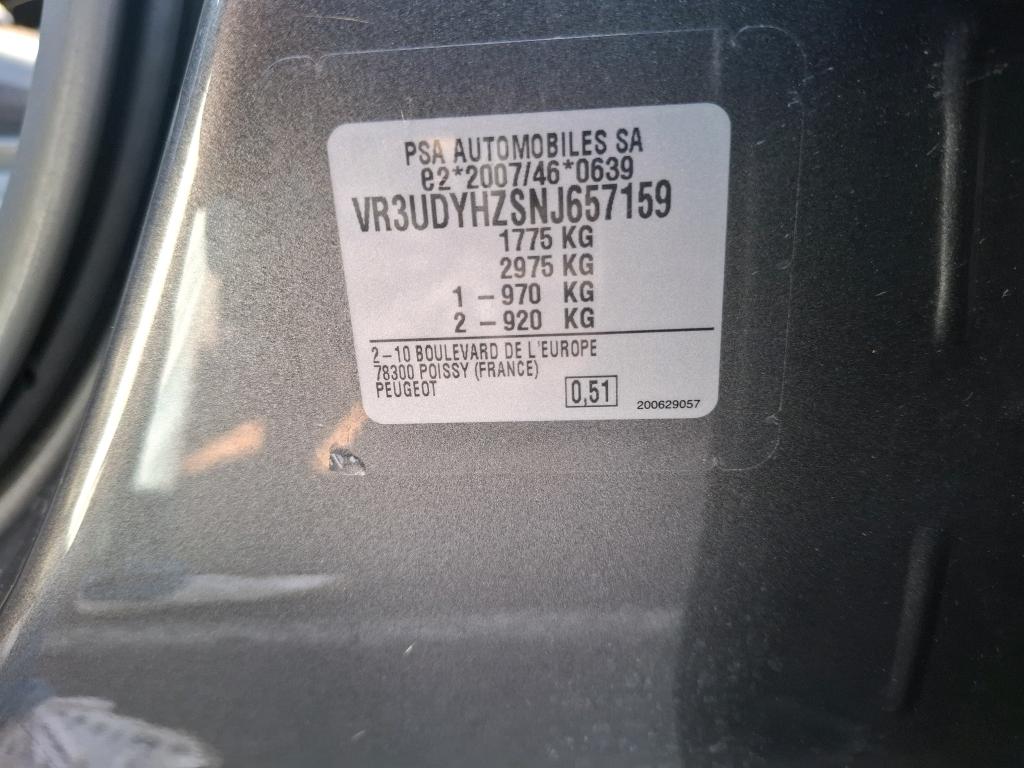 PSA AUTOMOBILES SA
e2*2007/46*0639
VR3UDYHZSNJ657159
1775 KG
2975 KG
1 - 970 KG
2 - 920 KG
2-10 BOULEVARD DE L'EUROPE
78300 POISSY (FRANCE)
PEUGEOT
0,51
200629057